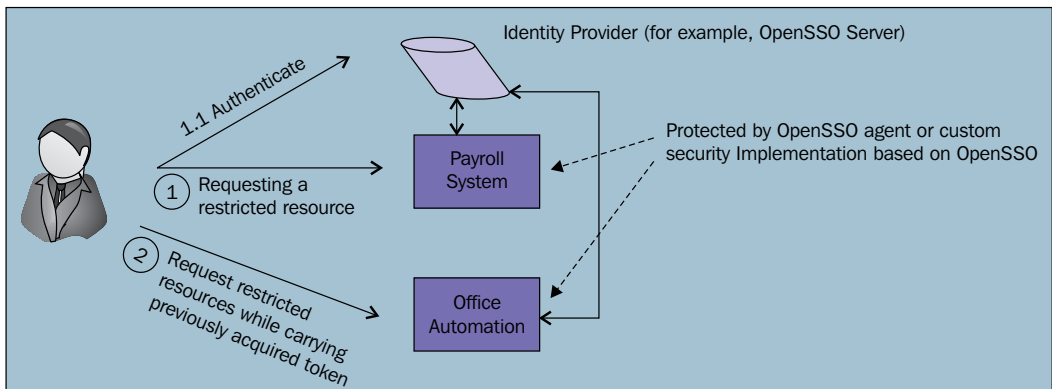 Identity Provider (for example, OpenSSO Server)
1.1 Authenticate
Payroll
System
Protected by OpenSSO agent or custom
security Implementation based on OpenSSO
1
Requesting a
restricted resource
2
Request restricted
resources while carrying
previously acquired token
Office
Automation